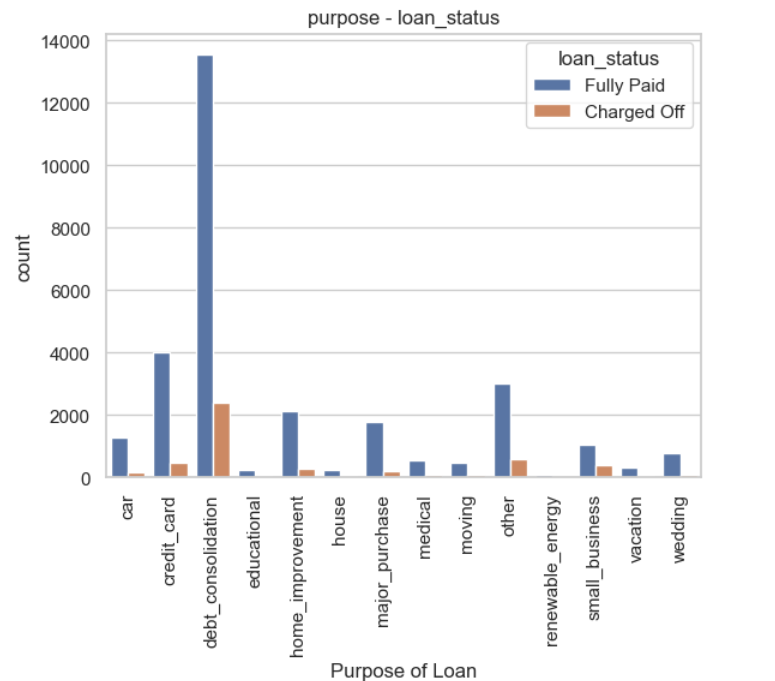 purpose - loan_status
14000
12000
10000
8000
6000
4000
2000
0
count
loan_status
Fully Paid
Charged Off
car
credit_card
debt_consolidation
educational
home_improvement
house
major_purchase
medical
moving
other
renewable_energy
small_business
vacation
wedding
Purpose of Loan